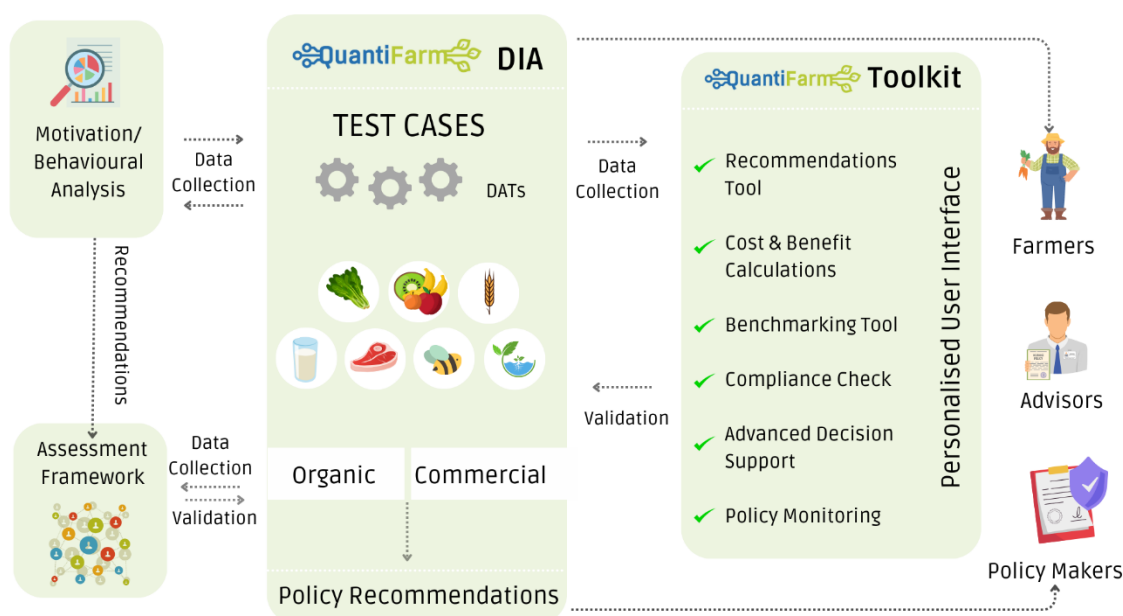 Motivation/
Behavioural
Analysis
Recommendations
Assessment
Framework
Data
Collection
Data
Collection
Validation
QuantiFarm DIA
TEST CASES
DATs
Organic
Commercial
Policy Recommendations
Data
Collection
Validation
QuantiFarm Toolkit
Recommendations
Tool
Cost & Benefit
Calculations
Benchmarking Tool
Compliance Check
Advanced Decision
Support
Policy Monitoring
Personalised User Interface
Farmers
Advisors
Policy Makers